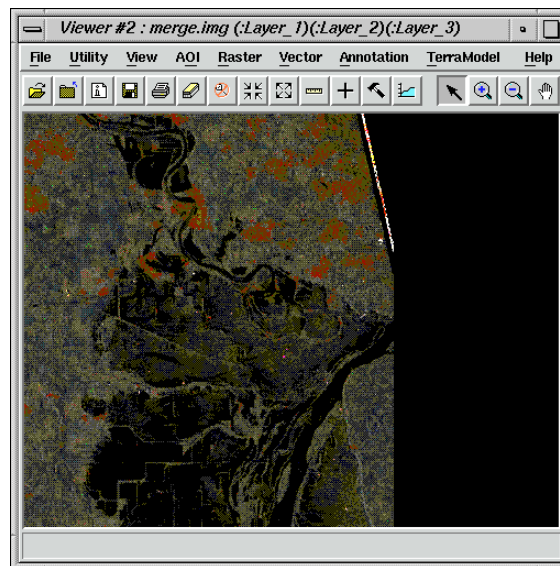 Viewer #2 : merge.img (:Layer_1)(:Layer_2)(:Layer_3)
File Utility View AOI Raster Vector Annotation TerraModel Help